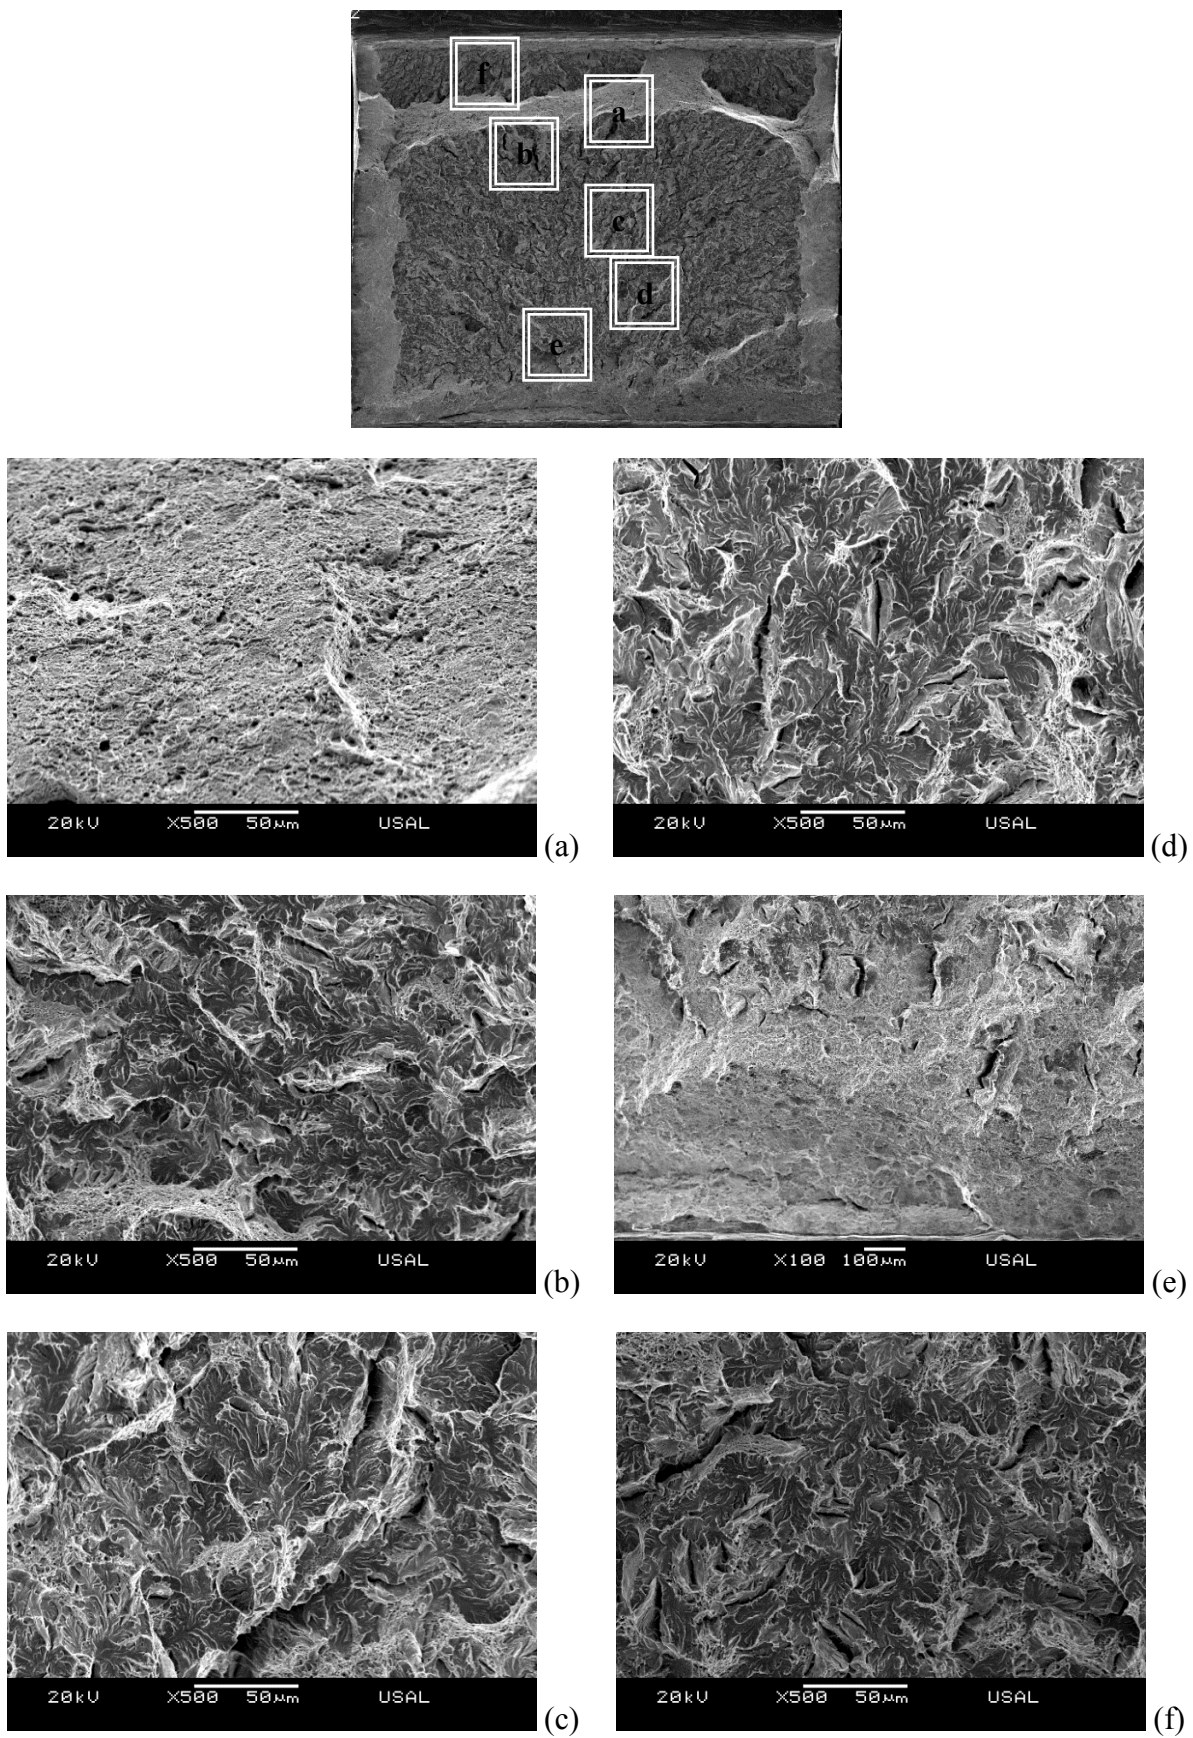 2
f
a
b
c
d
e
20kV X500 50μm USAL (a)
20kV X500 50μm USAL (d)
20kV X500 50μm USAL (b)
20kV X100 100μm USAL (e)
20kV X500 50μm USAL (c)
20kV X500 50μm USAL (f)